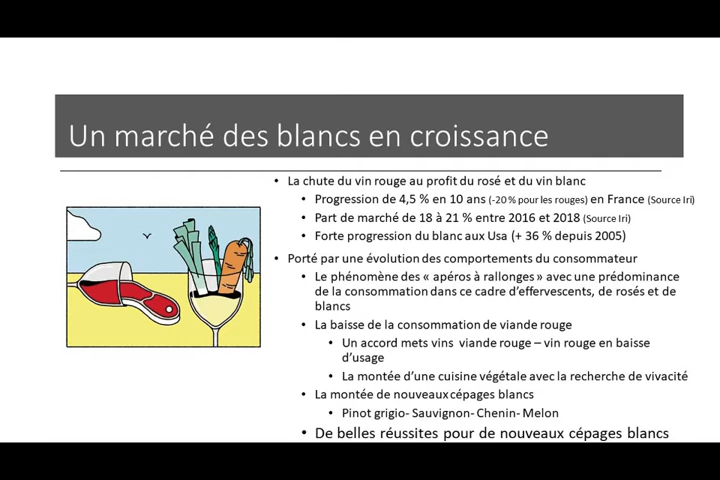 Un marché des blancs en croissance
• La chute du vin rouge au profit du rosé et du vin blanc
• Progression de 4,5 % en 10 ans (-20 % pour les rouges) en France (Source Iri)
• Part de marché de 18 à 21 % entre 2016 et 2018 (Source Iri)
• Forte progression du blanc aux Usa (+ 36 % depuis 2005)
• Porté par une évolution des comportements du consommateur
• Le phénomène des « apéros à rallonges » avec une prédominance
de la consommation dans ce cadre d’effervescents, de rosés et de
blancs
• La baisse de la consommation de viande rouge
• Un accord mets vins viande rouge – vin rouge en baisse
d’usage
• La montée d’une cuisine végétale avec la recherche de vivacité
• La montée de nouveaux cépages blancs
• Pinot grigio- Sauvignon- Chenin- Melon
• De belles réussites pour de nouveaux cépages blancs